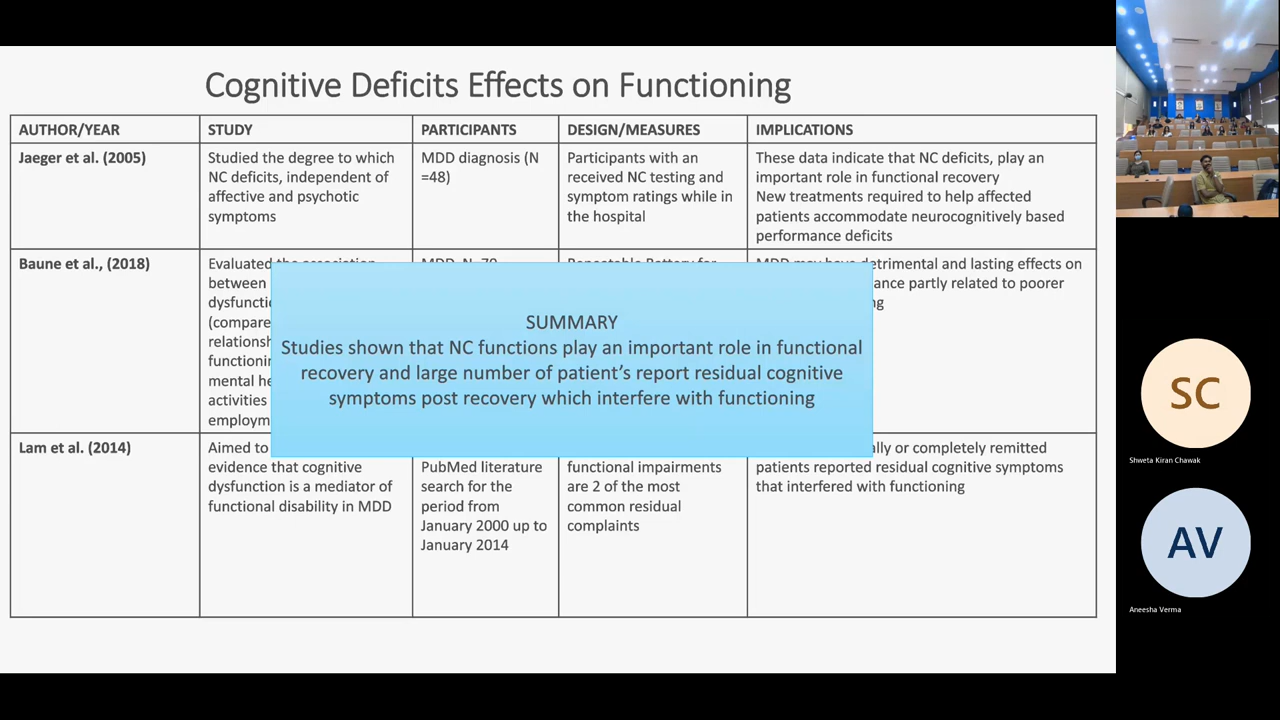 Cognitive Deficits Effects on Functioning
AUTHOR/YEAR
STUDY
PARTICIPANTS
DESIGN/MEASURES
IMPLICATIONS
Jaeger et al. (2005)
Studied the degree to which
NC deficits, independent of
affective and psychotic
symptoms
MDD diagnosis (N
=48)
Participants with an
received NC testing and
symptom ratings while in
the hospital
These data indicate that NC deficits, play an
important role in functional recovery
New treatments required to help affected
patients accommodate neurocognitively based
performance deficits
Baune et al., (2018)
Evaluated
between
(compare
mental he
activities
MDD
detrimental and lasting effects on
partly related to poorer
SUMMARY
Studies shown that NC functions play an important role in functional
recovery and large number of patient's report residual cognitive
symptoms post recovery which interfere with functioning
Lam et al. (2014)
Aimed to
evidence that cognitive
dysfunction is a mediator of
functional disability in MDD
PubMed literature
search for the
period from
January 2000 up to
January 2014
functional impairments
are 2 of the most
common residual
complaints
or completely remitted
patients reported residual cognitive symptoms
that interfered with functioning
SC
Shweta Kiran Chawak
AV
Aneesha Verma